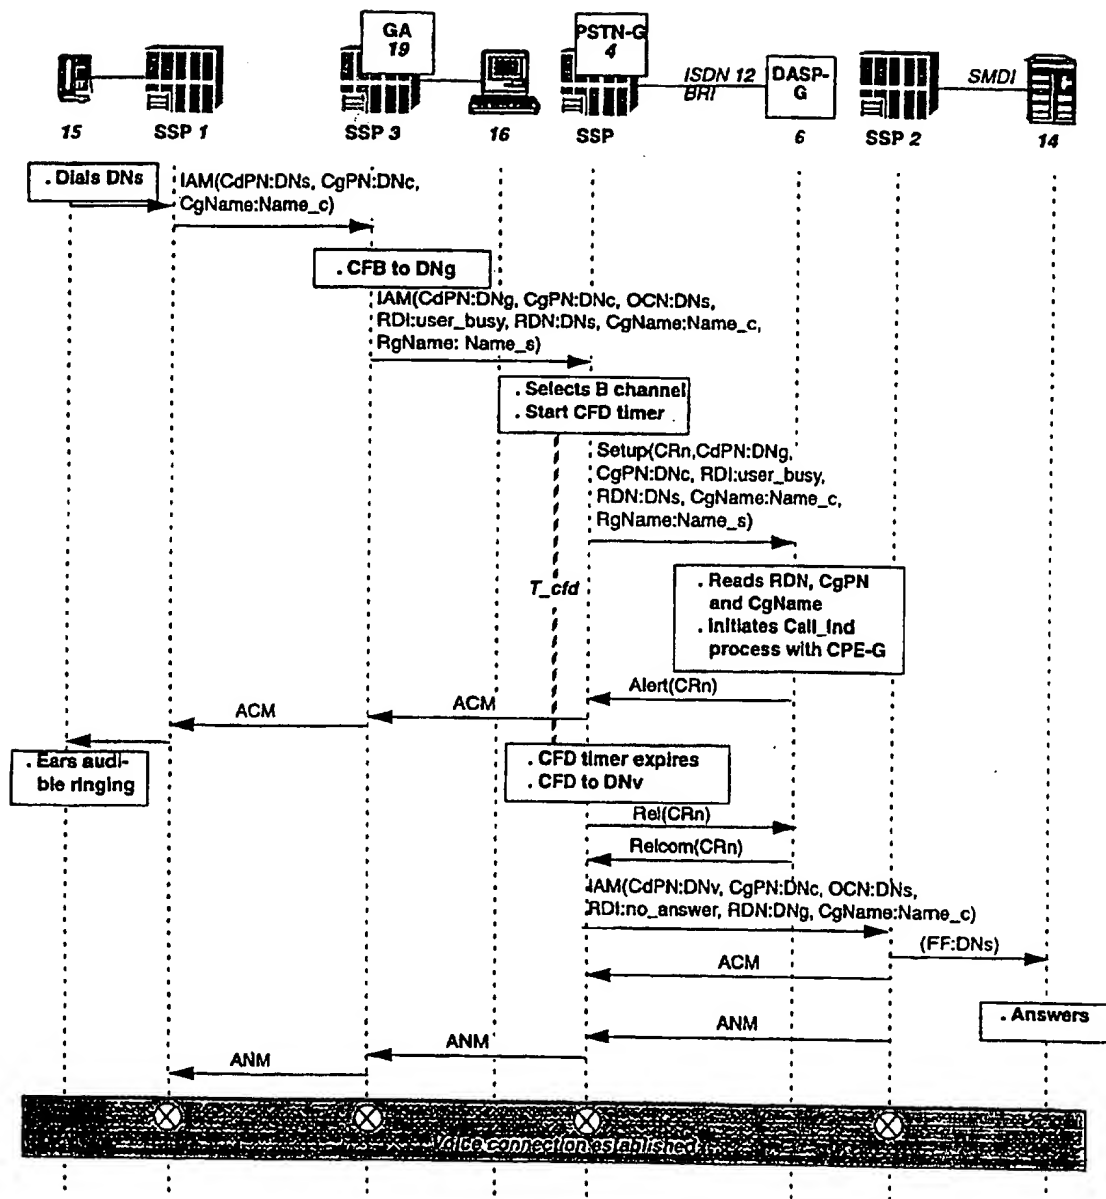 GA
19
PSTN-G
4
ISDN 12
BRI
DASP-
G
SMDI
15
SSP 1
SSP 3
16
SSP
6
SSP 2
14
. Dials DNs
IAM(CdPN:DNs, CgPN:DNc,
CgName:Name_c)
. CFB to DNg
IAM(CdPN:DNg, CgPN:DNc, OCN:DNs,
RDI:user_busy, RDN:DNs, CgName:Name_c,
RgName: Name_s)
. Selects B channel
. Start CFD timer
Setup(CRn,CdPN:DNg,
CgPN:DNc, RDI:user_busy,
RDN:DNs, CgName:Name_c,
RgName:Name_s)
T_cfd
. Reads RDN, CgPN
and CgName
. Initiates Call_Ind
process with CPE-G
Alert(CRn)
ACM
ACM
. Ears audi-
ble ringing
. CFD timer expires
. CFD to DNv
Rel(CRn)
Relcom(CRn)
IAM(CdPN:DNv, CgPN:DNc, OCN:DNs,
RDI:no_answer, RDN:DNg, CgName:Name_c)
(FF:DNs)
ACM
. Answers
ANM
ANM
ANM
Voice connection established